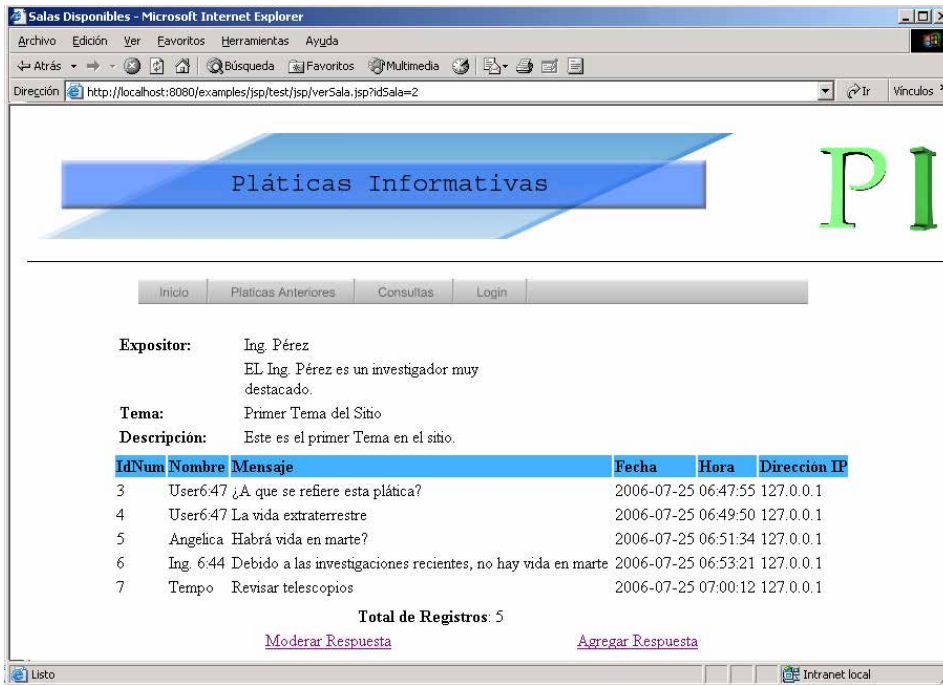 Salas Disponibles - Microsoft Internet Explorer
Archivo Edición Ver Favoritos Herramientas Ayuda
Atrás Búsqueda Favoritos Multimedia
Dirección http://localhost:8080/examples/jsp/test/jsp/verSala.jsp?idSala=2 Ir Vínculos
Pláticas Informativas
PI
Inicio Platicas Anteriores Consultas Login
Expositor: Ing. Pérez
EL Ing. Pérez es un investigador muy
destacado.
Tema: Primer Tema del Sitio
Descripción: Este es el primer Tema en el sitio.
IdNum Nombre Mensaje Fecha Hora Dirección IP
3 User6:47 ¿A que se refiere esta plática? 2006-07-25 06:47:55 127.0.0.1
4 User6:47 La vida extraterrestre 2006-07-25 06:49:50 127.0.0.1
5 Angelica Habrá vida en marte? 2006-07-25 06:51:34 127.0.0.1
6 Ing. 6:44 Debido a las investigaciones recientes, no hay vida en marte 2006-07-25 06:53:21 127.0.0.1
7 Tempo Revisar telescopios 2006-07-25 07:00:12 127.0.0.1
Total de Registros: 5
Moderar Respuesta Agregar Respuesta
Listo Intranet local